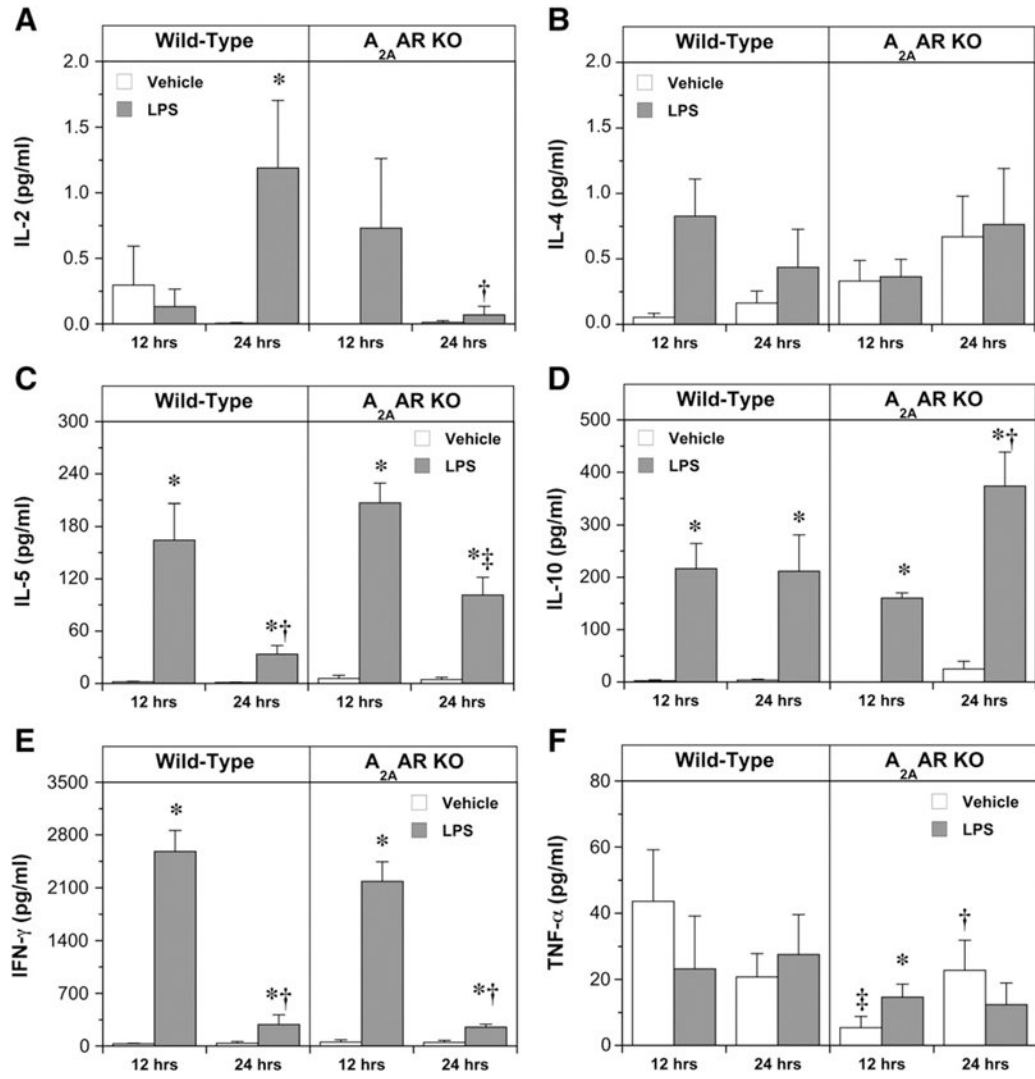 A
Wild-Type
A2AAR KO
Vehicle
LPS
IL-2 (pg/ml)
2.0
1.5
1.0
0.5
0.0
*
†
12 hrs
24 hrs
12 hrs
24 hrs
B
Wild-Type
A2AAR KO
Vehicle
LPS
IL-4 (pg/ml)
2.0
1.5
1.0
0.5
0.0
12 hrs
24 hrs
12 hrs
24 hrs
C
Wild-Type
A2AAR KO
Vehicle
LPS
IL-5 (pg/ml)
300
240
180
120
60
0
*
*†
*
*‡
12 hrs
24 hrs
12 hrs
24 hrs
D
Wild-Type
A2AAR KO
Vehicle
LPS
IL-10 (pg/ml)
500
400
300
200
100
0
*
*
*
*†
12 hrs
24 hrs
12 hrs
24 hrs
E
Wild-Type
A2AAR KO
Vehicle
LPS
IFN-γ (pg/ml)
3500
2800
2100
1400
700
0
*
*†
*
*†
12 hrs
24 hrs
12 hrs
24 hrs
F
Wild-Type
A2AAR KO
Vehicle
LPS
TNF-α (pg/ml)
80
60
40
20
0
‡
*
†
12 hrs
24 hrs
12 hrs
24 hrs